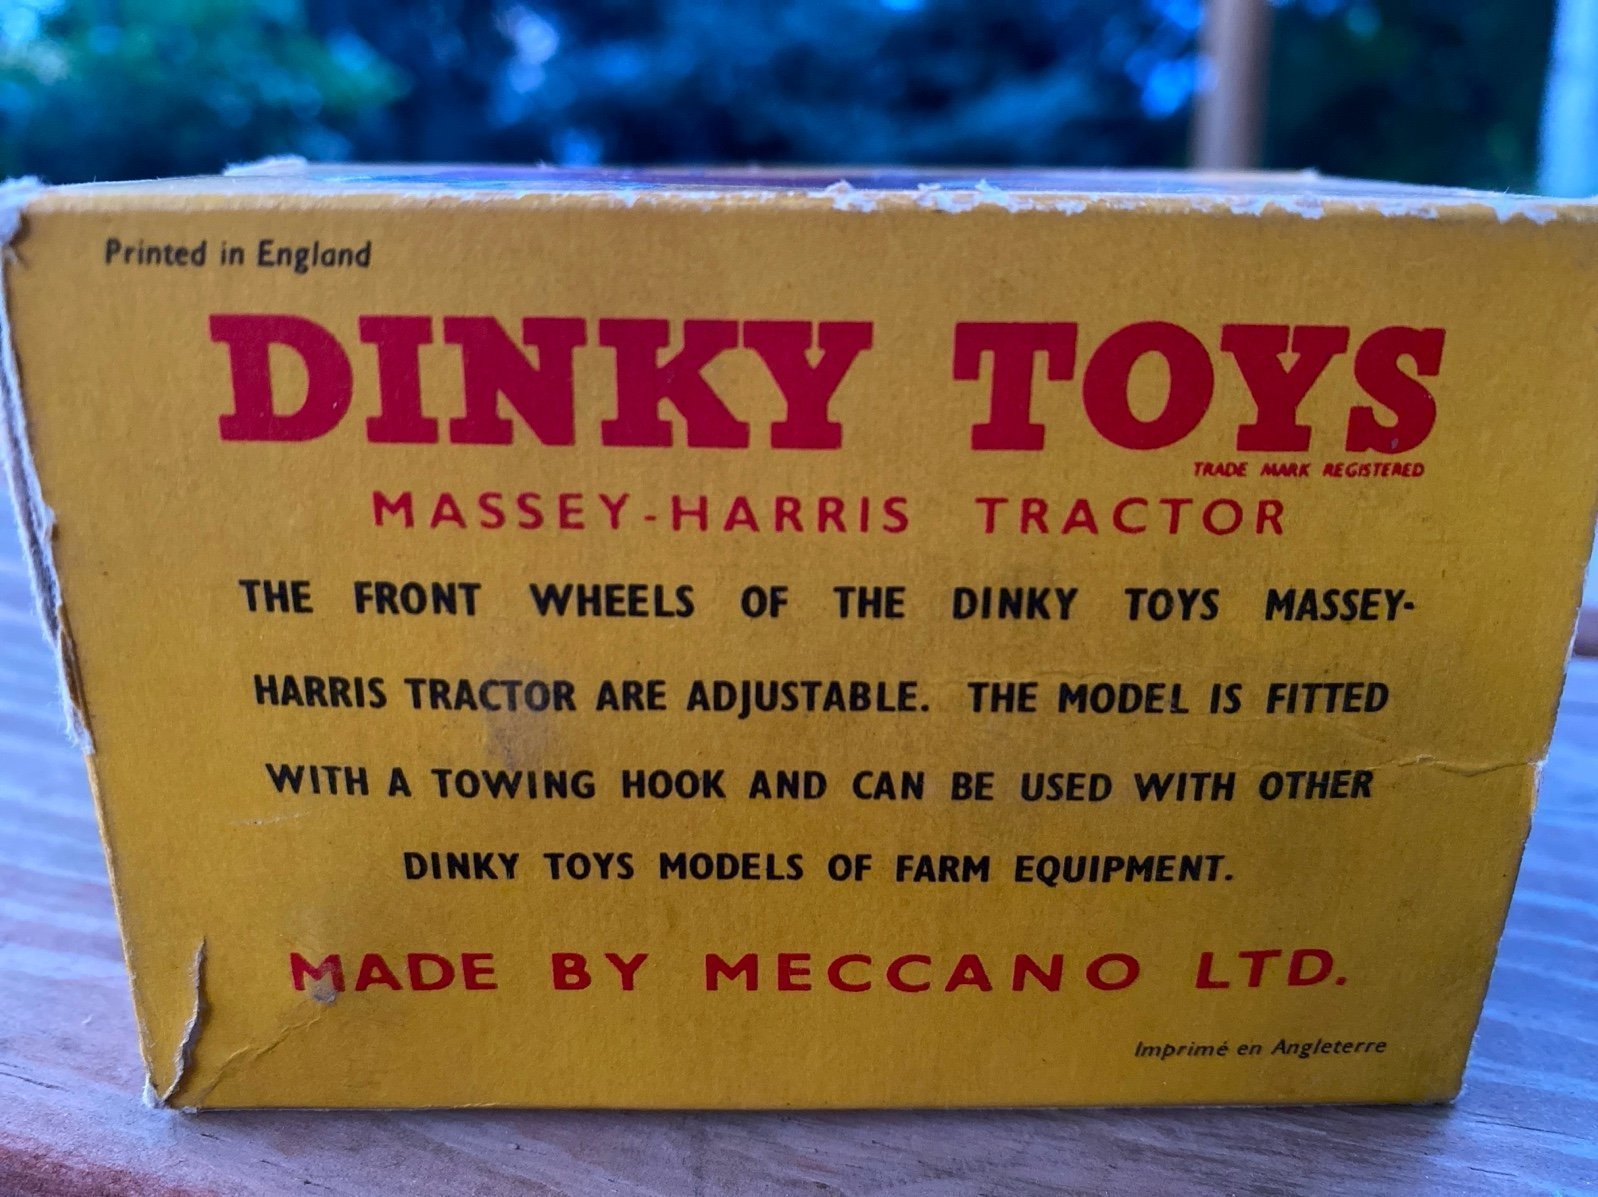 Printed in England
DINKY TOYS
TRADE MARK REGISTERED
MASSEY-HARRIS TRACTOR
THE FRONT WHEELS OF THE DINKY TOYS MASSEY-
HARRIS TRACTOR ARE ADJUSTABLE. THE MODEL IS FITTED
WITH A TOWING HOOK AND CAN BE USED WITH OTHER
DINKY TOYS MODELS OF FARM EQUIPMENT.
MADE BY MECCANO LTD.
Imprimé en Angleterre